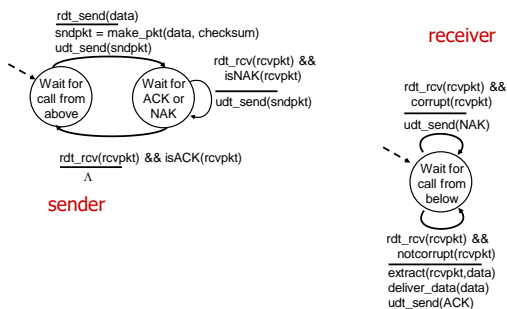 rdt_send(data)
sndpkt = make_pkt(data, checksum)
udt_send(sndpkt)
receiver
rdt_rcv(rcvpkt) &&
isNAK(rcvpkt)
udt_send(sndpkt)
Wait for
call from
above
Wait for
ACK or
NAK
rdt_rcv(rcvpkt) && isACK(rcvpkt)
Λ
sender
rdt_rcv(rcvpkt) &&
corrupt(rcvpkt)
udt_send(NAK)
Wait for
call from
below
rdt_rcv(rcvpkt) &&
notcorrupt(rcvpkt)
extract(rcvpkt,data)
deliver_data(data)
udt_send(ACK)